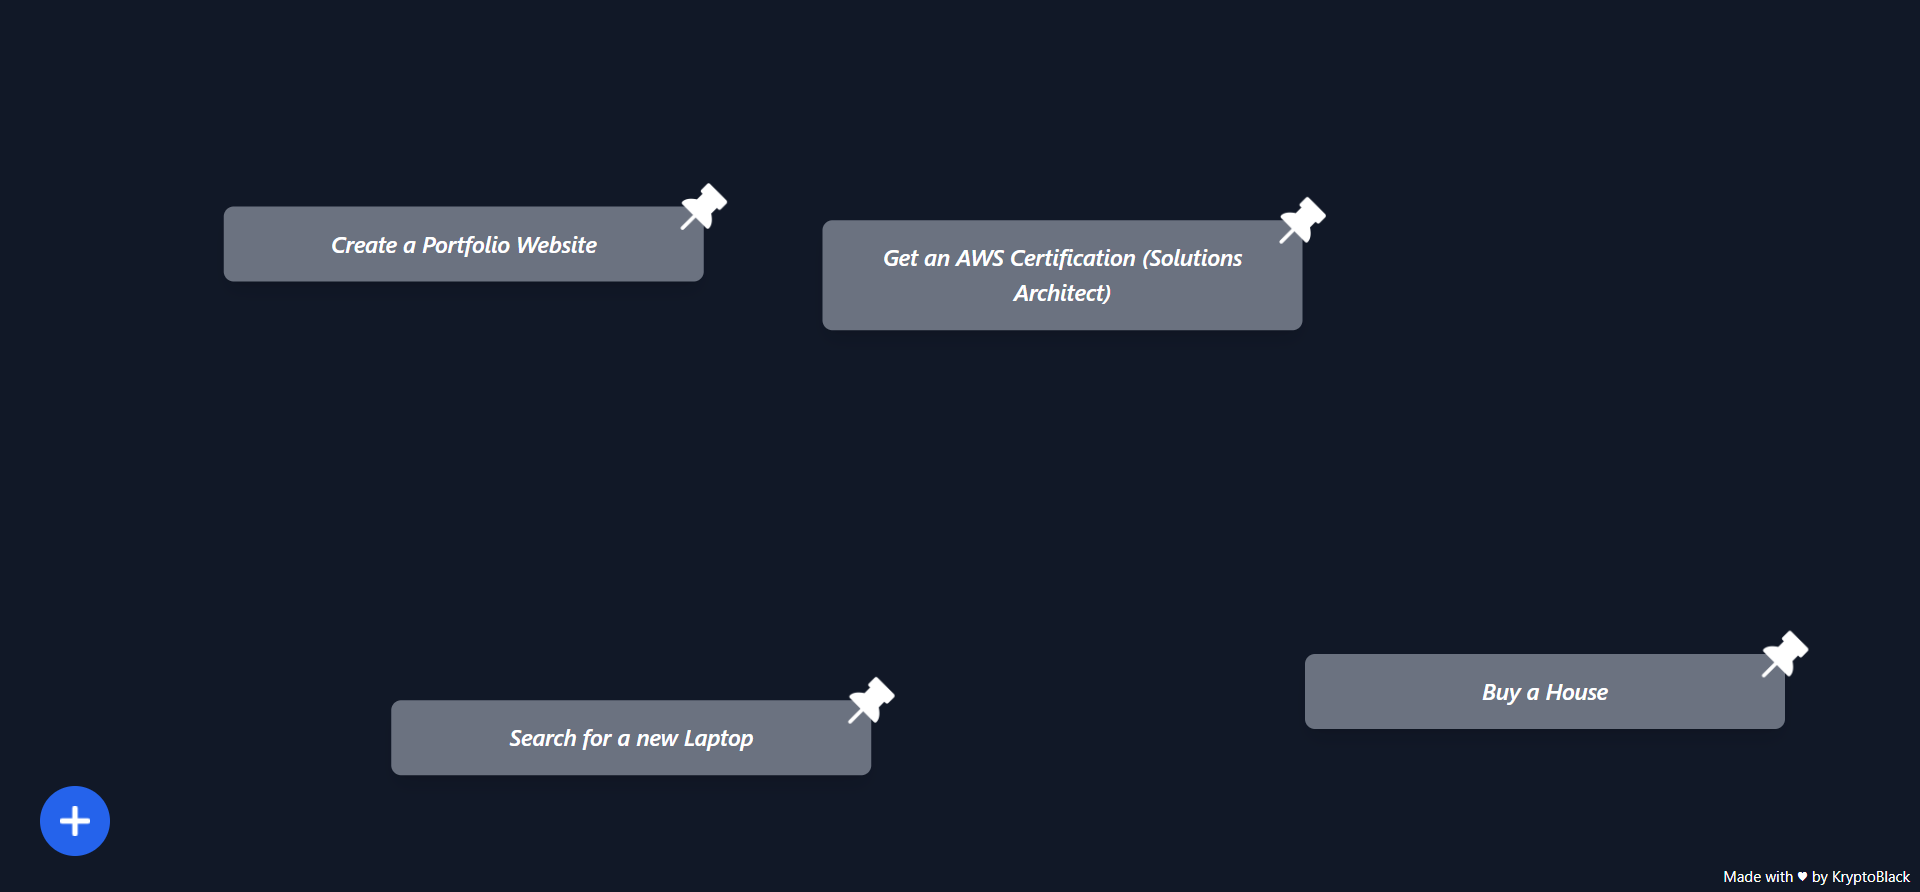 Create a Portfolio Website
Get an AWS Certification (Solutions
Architect)
Search for a new Laptop
Buy a House
Made with ♥ by KryptoBlack